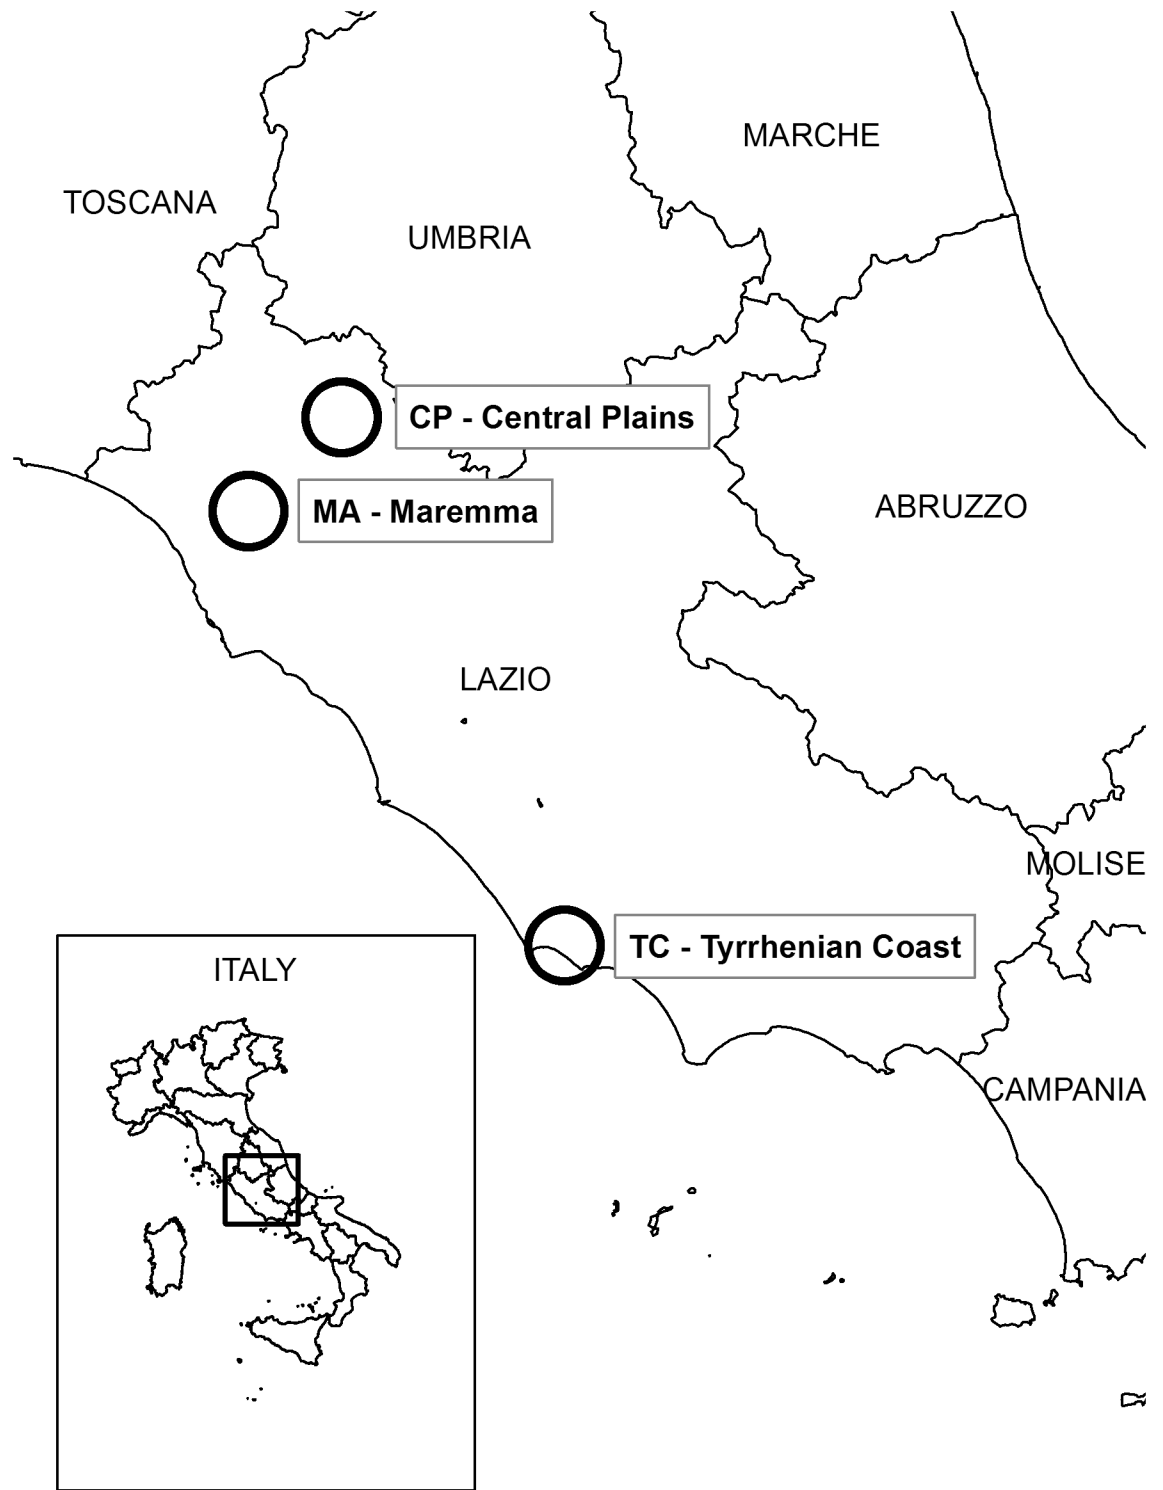 MARCHE
TOSCANA
UMBRIA
CP - Central Plains
MA - Maremma
ABRUZZO
LAZIO
MOLISE
TC - Tyrrhenian Coast
ITALY
CAMPANIA